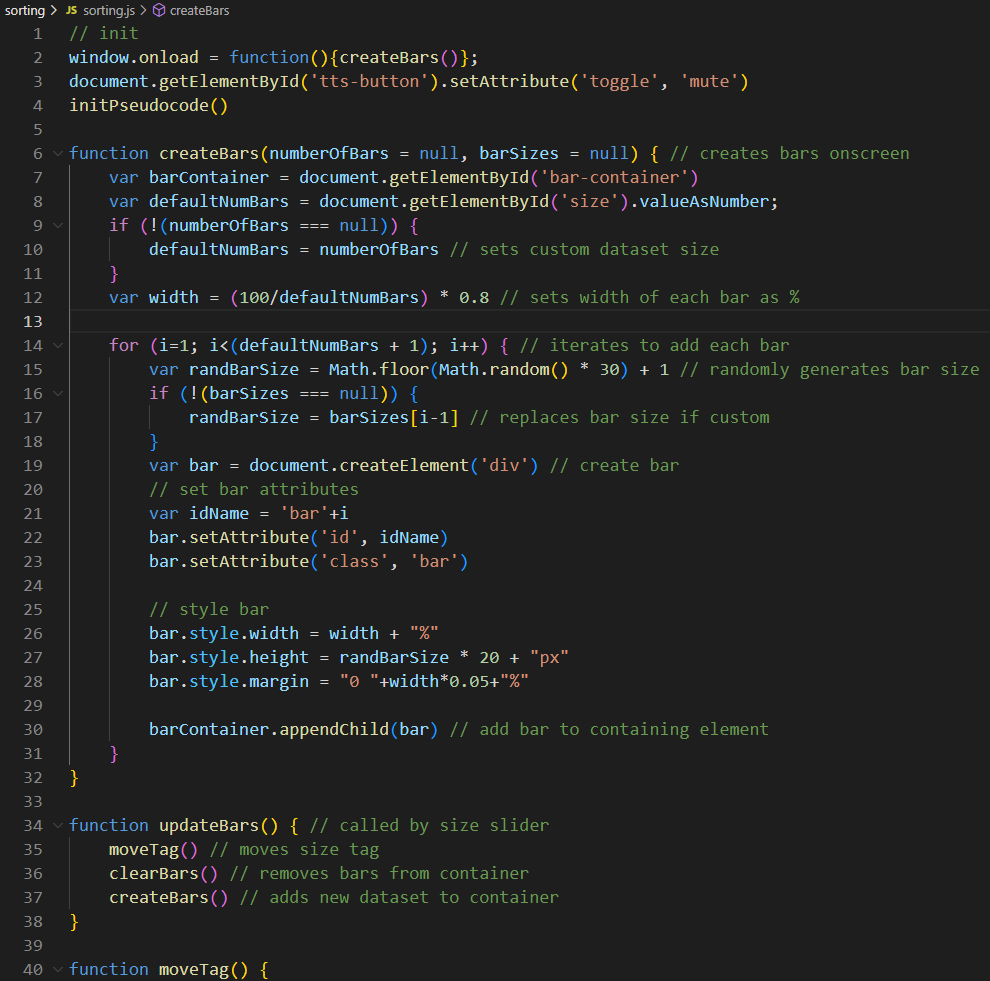 sorting > JS sorting.js > createBars
1 // init
2 window.onload = function(){createBars()};
3 document.getElementById('tts-button').setAttribute('toggle', 'mute')
4 initPseudocode()
5
6 function createBars(numberOfBars = null, barSizes = null) { // creates bars onscreen
7     var barContainer = document.getElementById('bar-container')
8     var defaultNumBars = document.getElementById('size').valueAsNumber;
9     if (!(numberOfBars === null)) {
10         defaultNumBars = numberOfBars // sets custom dataset size
11     }
12     var width = (100/defaultNumBars) * 0.8 // sets width of each bar as %
13
14     for (i=1; i<(defaultNumBars + 1); i++) { // iterates to add each bar
15         var randBarSize = Math.floor(Math.random() * 30) + 1 // randomly generates bar size
16         if (!(barSizes === null)) {
17             randBarSize = barSizes[i-1] // replaces bar size if custom
18         }
19         var bar = document.createElement('div') // create bar
20         // set bar attributes
21         var idName = 'bar'+i
22         bar.setAttribute('id', idName)
23         bar.setAttribute('class', 'bar')
24
25         // style bar
26         bar.style.width = width + "%"
27         bar.style.height = randBarSize * 20 + "px"
28         bar.style.margin = "0 "+width*0.05+"%"
29
30         barContainer.appendChild(bar) // add bar to containing element
31     }
32 }
33
34 function updateBars() { // called by size slider
35     moveTag() // moves size tag
36     clearBars() // removes bars from container
37     createBars() // adds new dataset to container
38 }
39
40 function moveTag() {